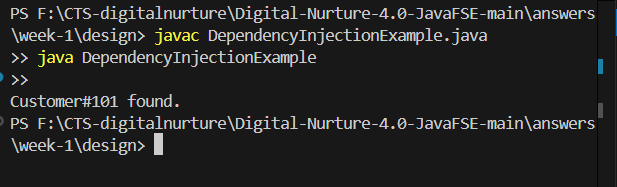 PS F:\CTS-digitalnurture\Digital-Nurture-4.0-JavaFSE-main\answers
\week-1\design> javac DependencyInjectionExample.java
>> java DependencyInjectionExample
>>
Customer#101 found.
PS F:\CTS-digitalnurture\Digital-Nurture-4.0-JavaFSE-main\answers
\week-1\design>